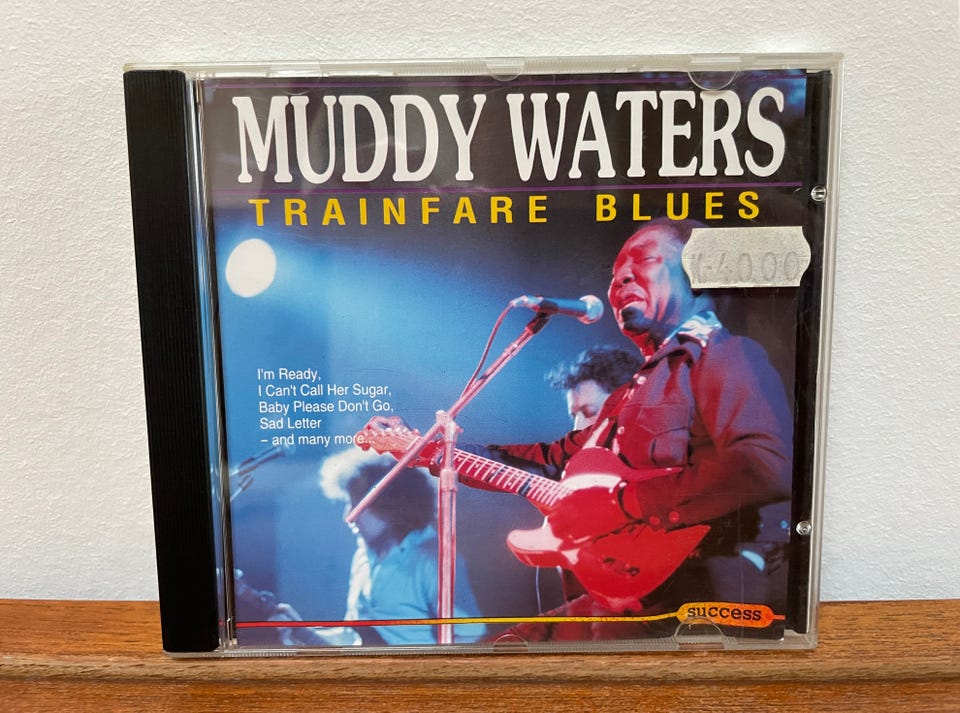 MUDDY WATERS
TRAINFARE BLUES
4000
I'm Ready,
I Can't Call Her Sugar,
Baby Please Don't Go,
Sad Letter
– and many more...
success